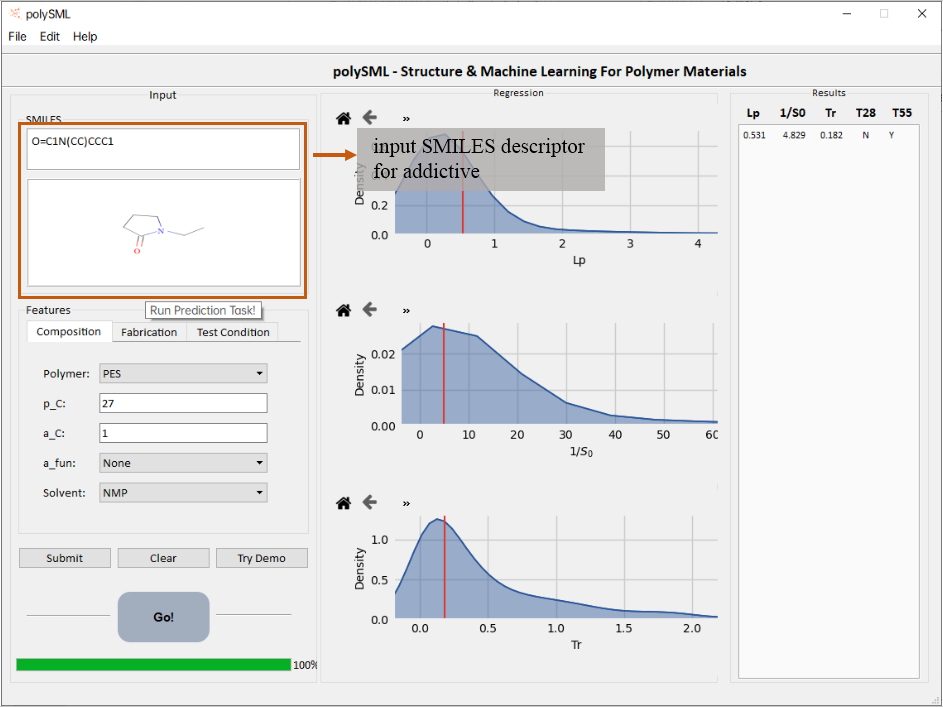 polySML
File Edit Help
polySML - Structure & Machine Learning For Polymer Materials
Input
SMILES
O=C1N(CC)CCC1
N
O
Features
Run Prediction Task!
Composition Fabrication Test Condition
Polymer: PES
p_C: 27
a_C: 1
a_fun: None
Solvent: NMP
Submit Clear Try Demo
Go!
100%
Regression
»
input SMILES descriptor
for addictive
Density
0.2
0.0
0 1 2 3 4
Lp
»
Density
0.02
0.01
0.00
0 10 20 30 40 50 60
1/S0
»
Density
1.0
0.5
0.0
0.0 0.5 1.0 1.5 2.0
Tr
Results
Lp 1/S0 Tr T28 T55
0.531 4.829 0.182 N Y